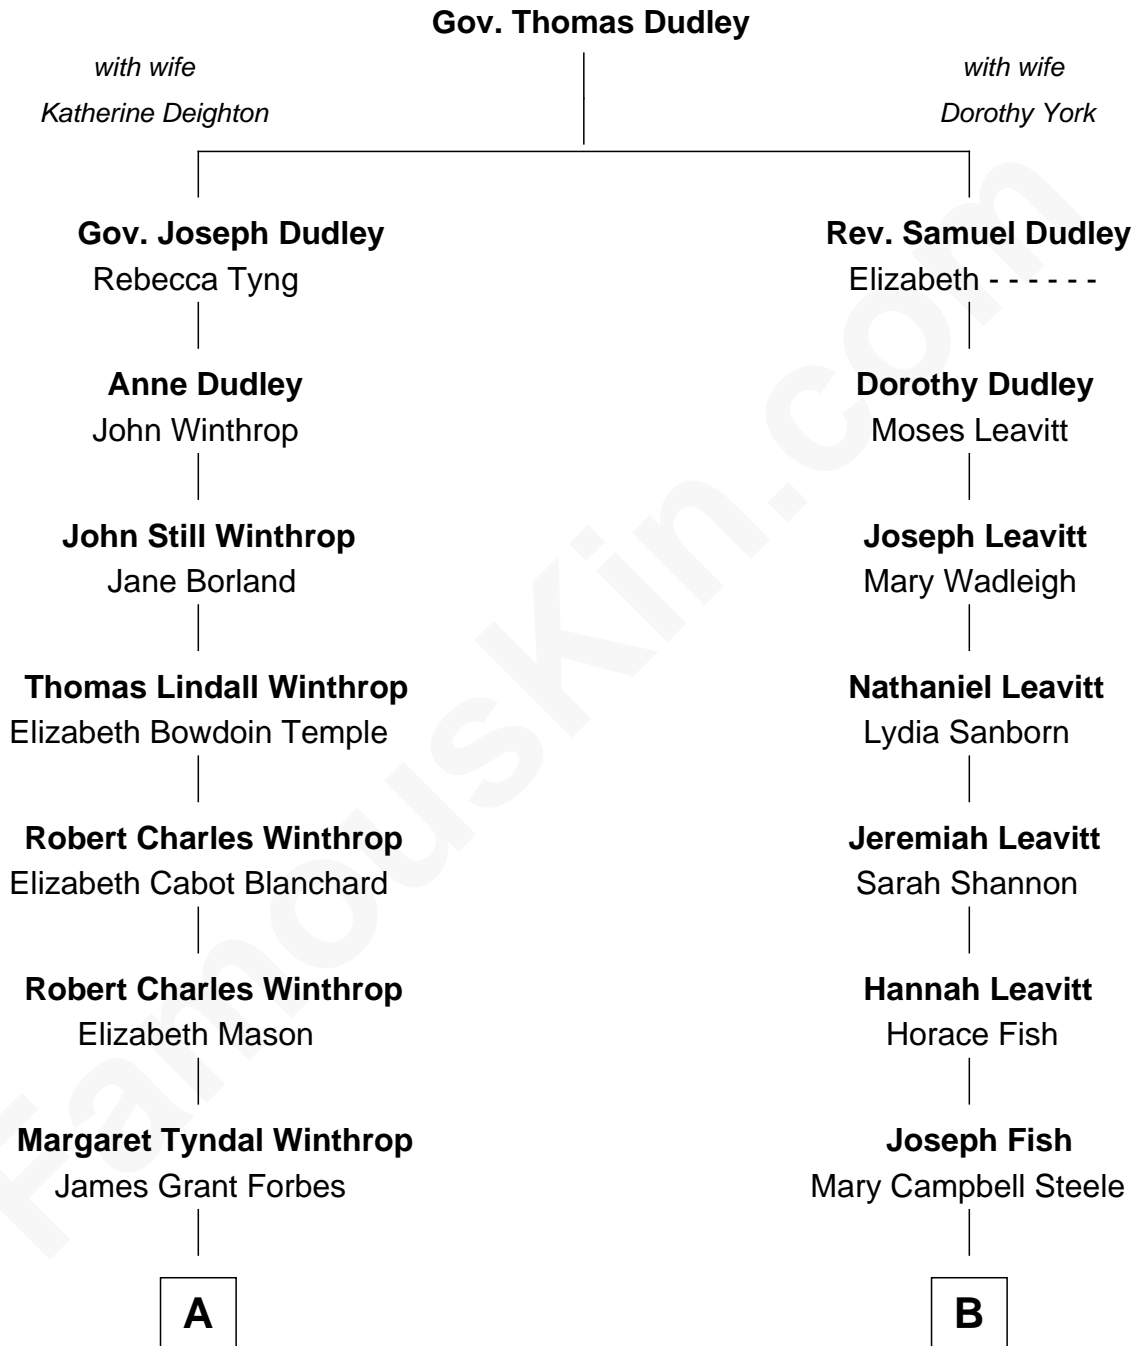 Gov. Thomas Dudley
with wife
Katherine Deighton
with wife
Dorothy York
Gov. Joseph Dudley
Rebecca Tyng
Rev. Samuel Dudley
Elizabeth - - - - - -
Anne Dudley
John Winthrop
Dorothy Dudley
Moses Leavitt
John Still Winthrop
Jane Borland
Joseph Leavitt
Mary Wadleigh
Thomas Lindall Winthrop
Elizabeth Bowdoin Temple
Nathaniel Leavitt
Lydia Sanborn
Robert Charles Winthrop
Elizabeth Cabot Blanchard
Jeremiah Leavitt
Sarah Shannon
Robert Charles Winthrop
Elizabeth Mason
Hannah Leavitt
Horace Fish
Margaret Tyndal Winthrop
James Grant Forbes
Joseph Fish
Mary Campbell Steele
A
B
FamousKin.com